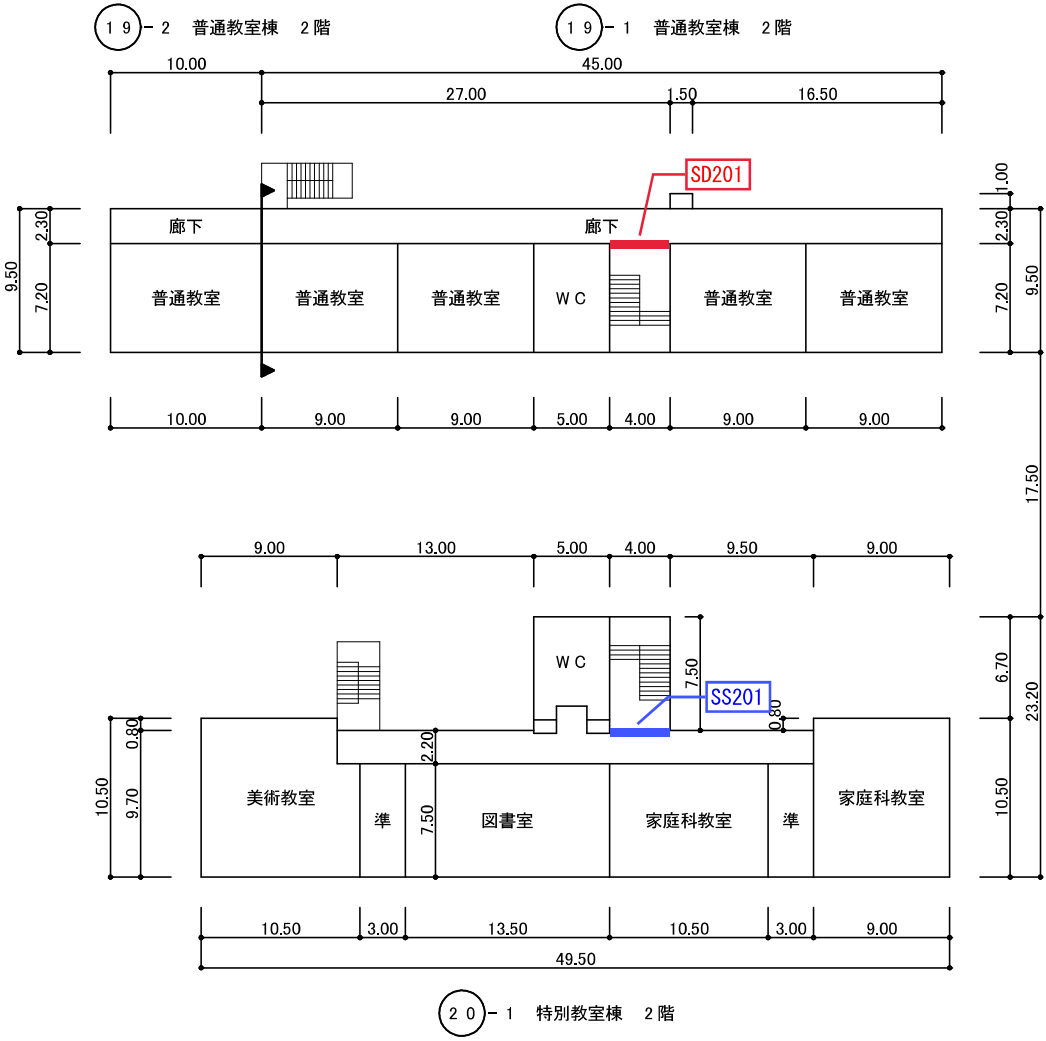 19-2 普通教室棟 2階
19-1 普通教室棟 2階
10.00
45.00
27.00
1.50
16.50
SD201
1.00
2.30
2.30
廊下
廊下
9.50
7.20
普通教室
普通教室
普通教室
WC
普通教室
普通教室
7.20
9.50
10.00
9.00
9.00
5.00
4.00
9.00
9.00
17.50
9.00
13.00
5.00
4.00
9.50
9.00
WC
7.50
6.70
SS201
0.80
0.80
23.20
2.20
10.50
9.70
美術教室
準
7.50
図書室
家庭科教室
準
家庭科教室
10.50
10.50
3.00
13.50
10.50
3.00
9.00
49.50
20-1 特別教室棟 2階